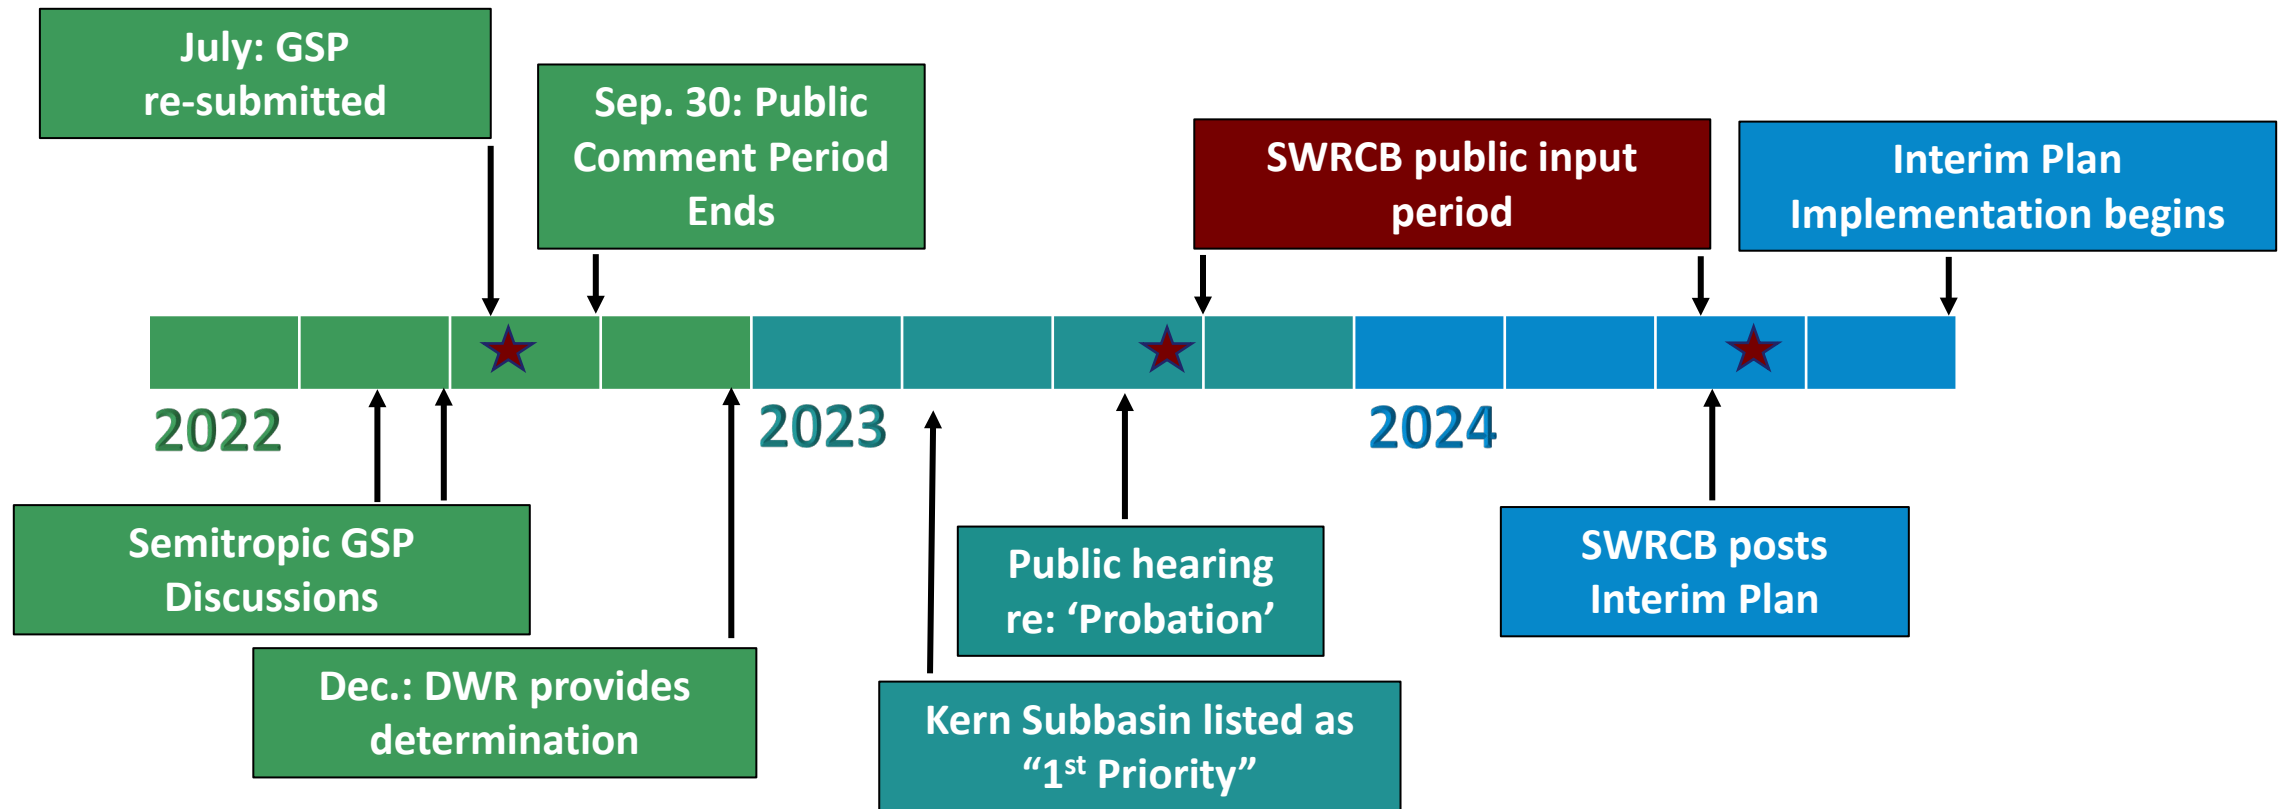 July: GSP
re-submitted
Sep. 30: Public
Comment Period
Ends
SWRCB public input
period
Interim Plan
Implementation begins
2022
2023
2024
Semitropic GSP
Discussions
Dec.: DWR provides
determination
Kern Subbasin listed as
“1st Priority”
Public hearing
re: ‘Probation’
SWRCB posts
Interim Plan